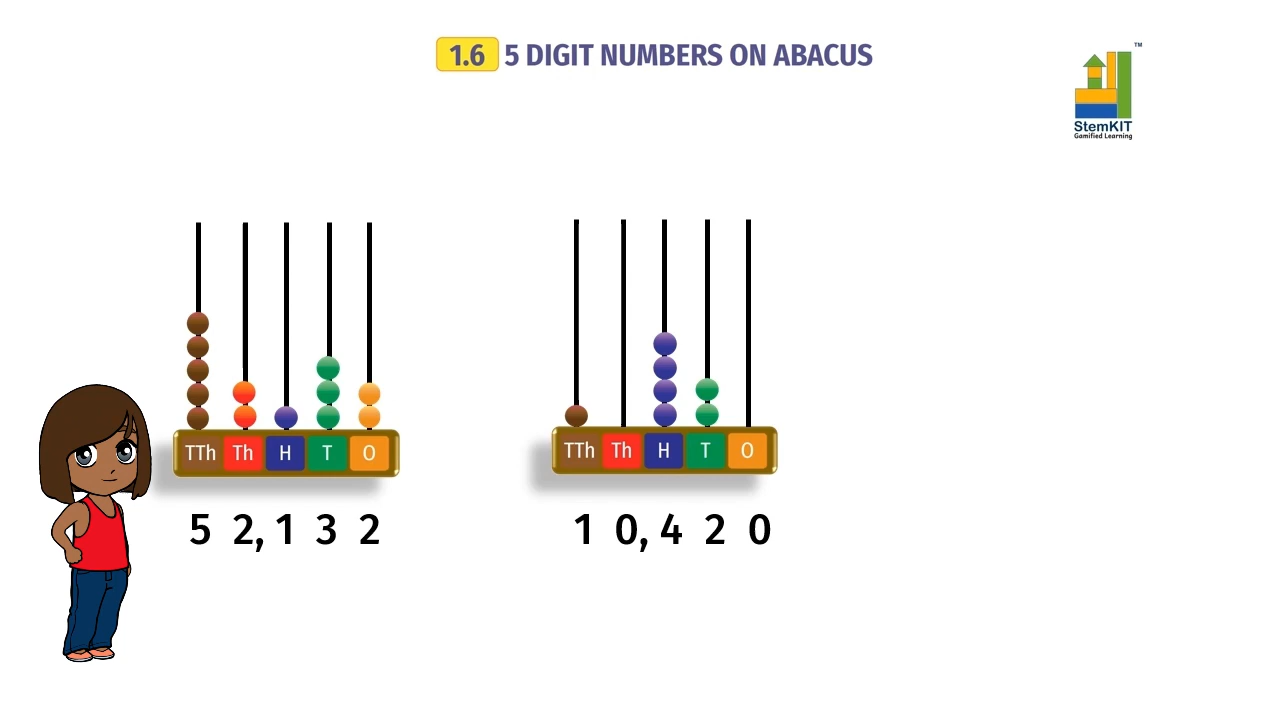 1.6 5 DIGIT NUMBERS ON ABACUS
TM
StemKIT
Gamified Learning
TTh Th H T O
5 2, 1 3 2
TTh Th H T O
1 0, 4 2 0